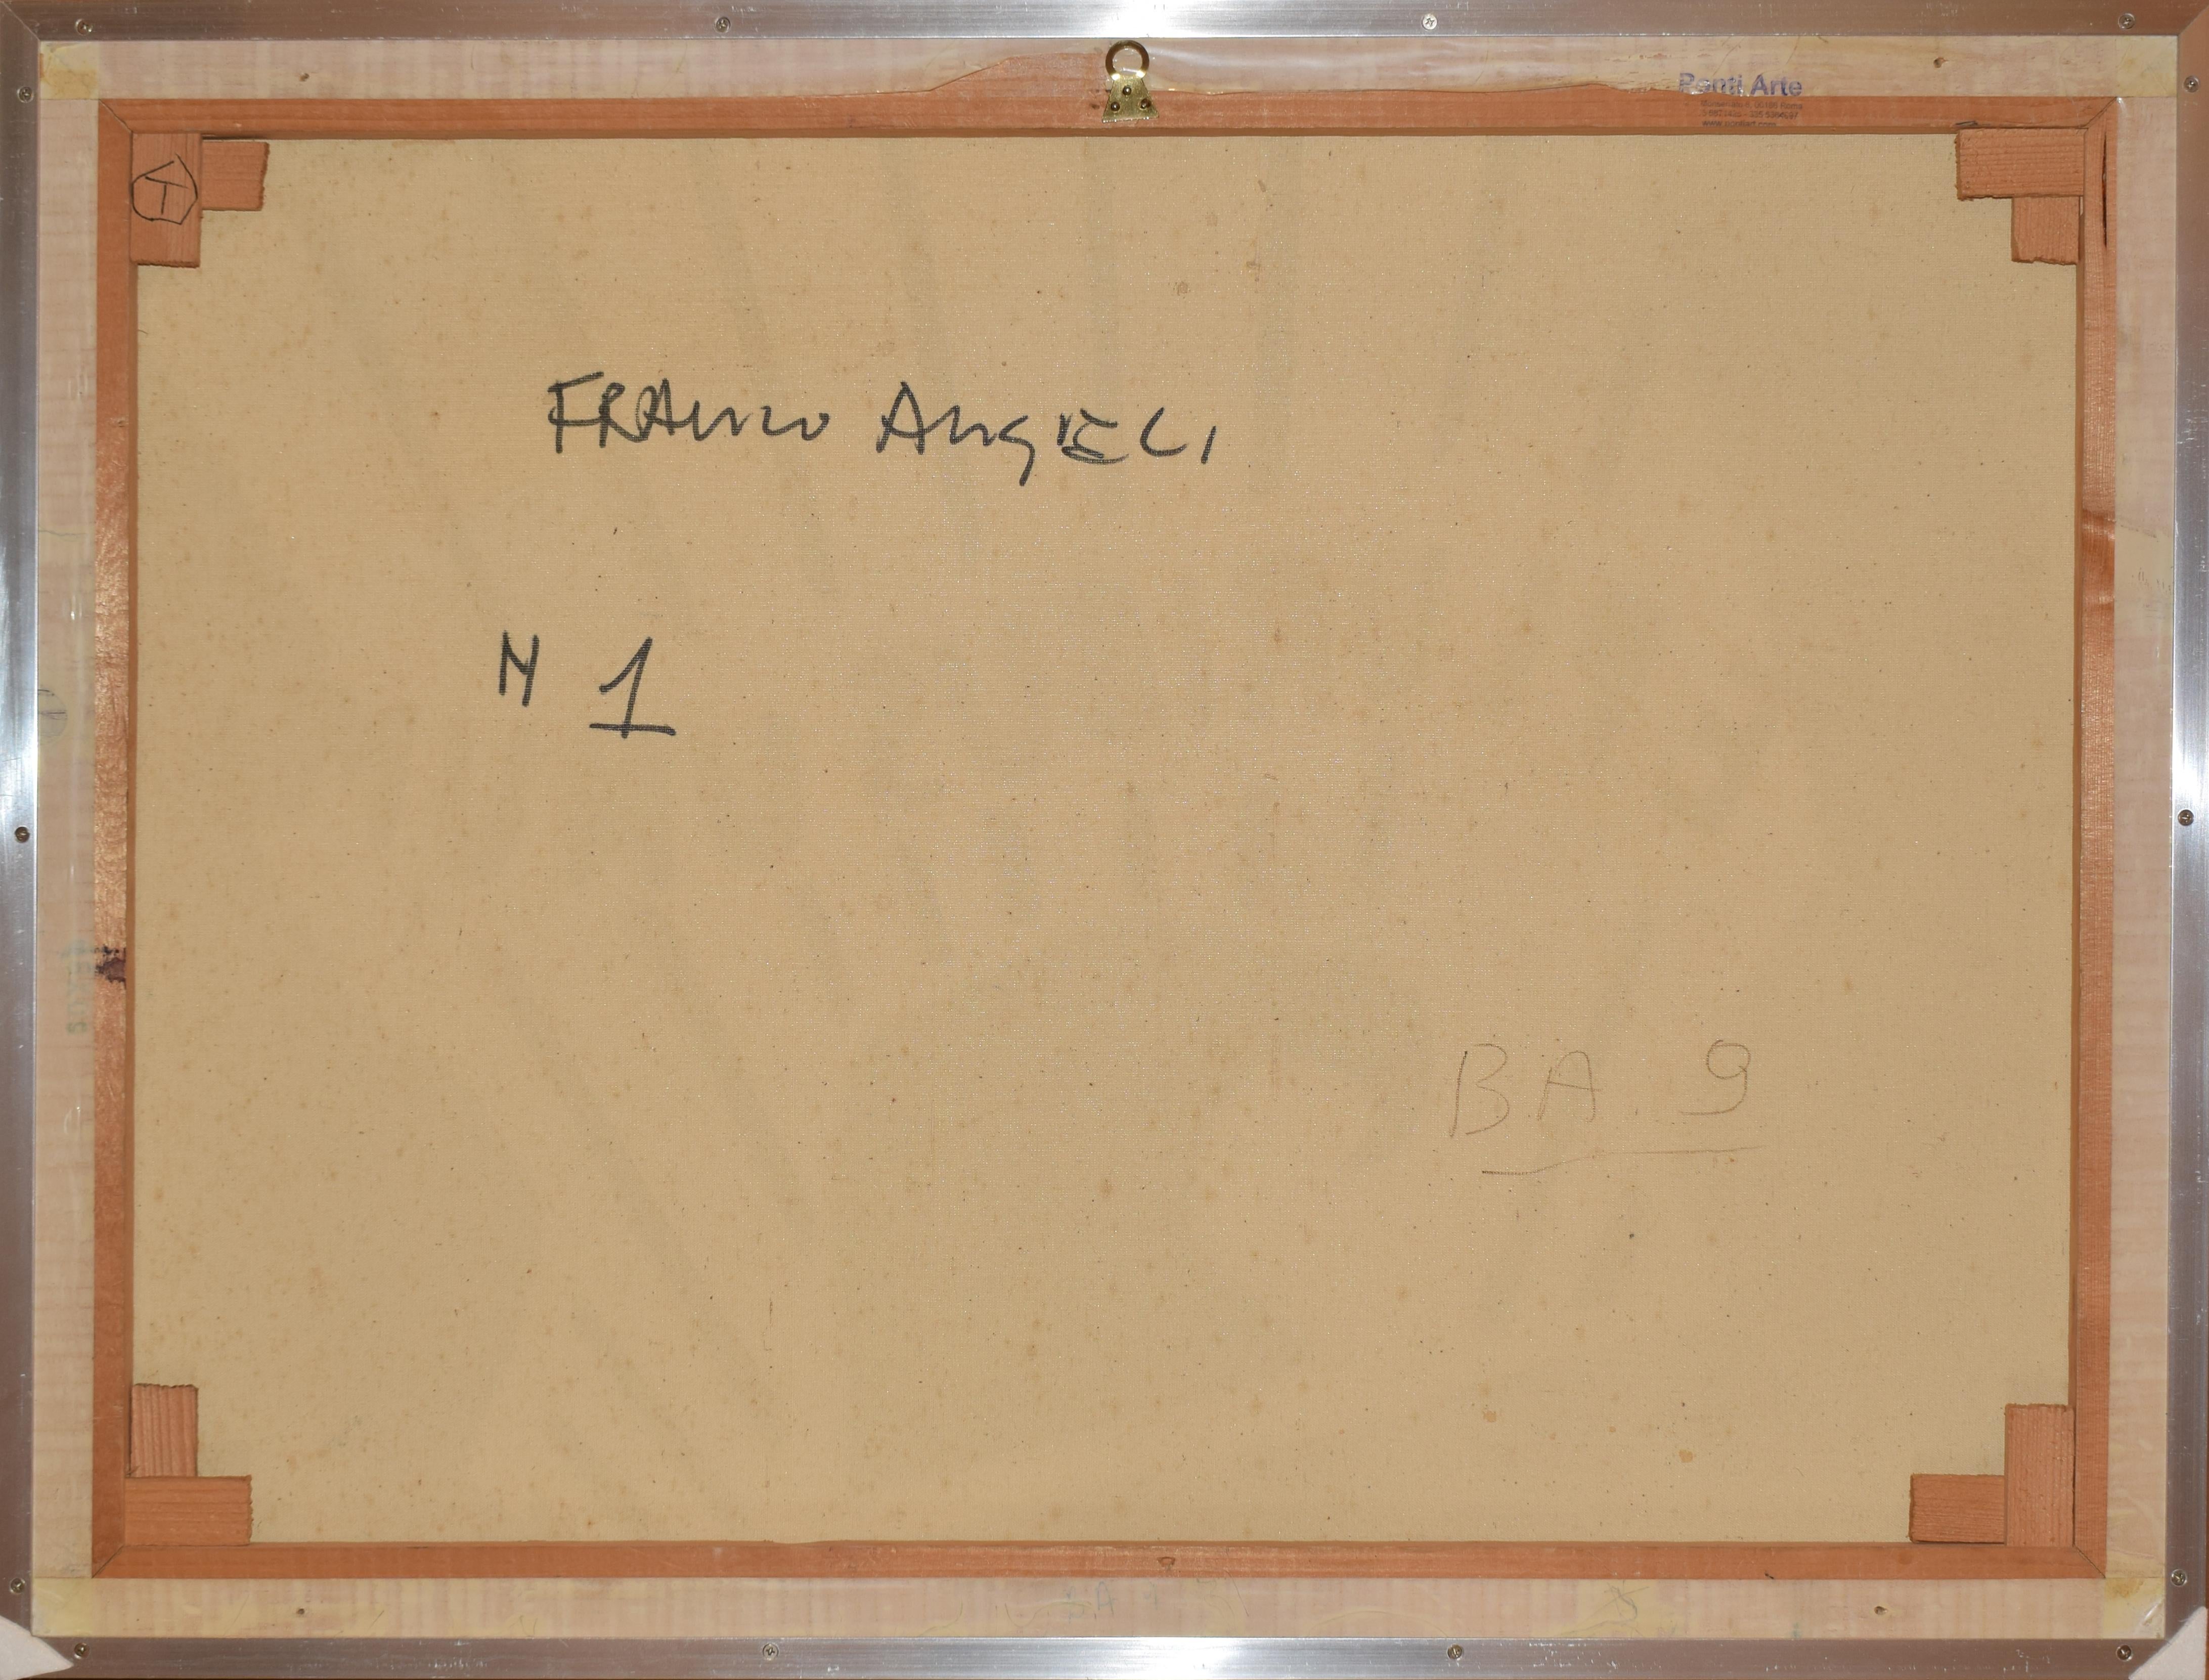 Ponti Arte
T
FRANCO ANGELI
N 1
BA 9